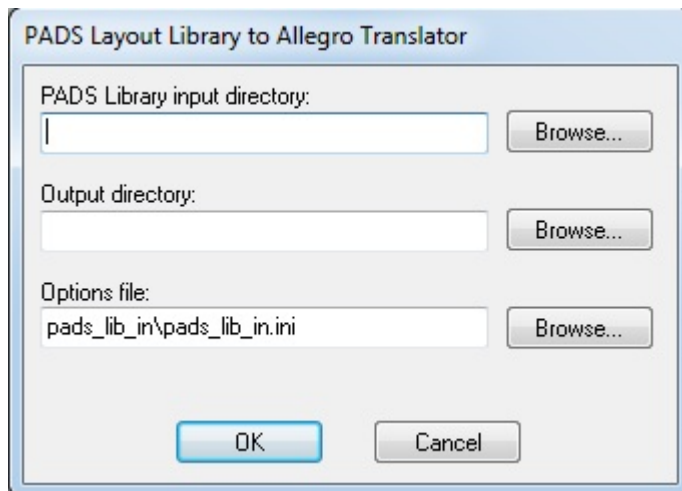 PADS Layout Library to Allegro Translator
PADS Library input directory:
Browse...
Output directory:
Browse...
Options file:
pads_lib_in\pads_lib_in.ini
Browse...
OK
Cancel